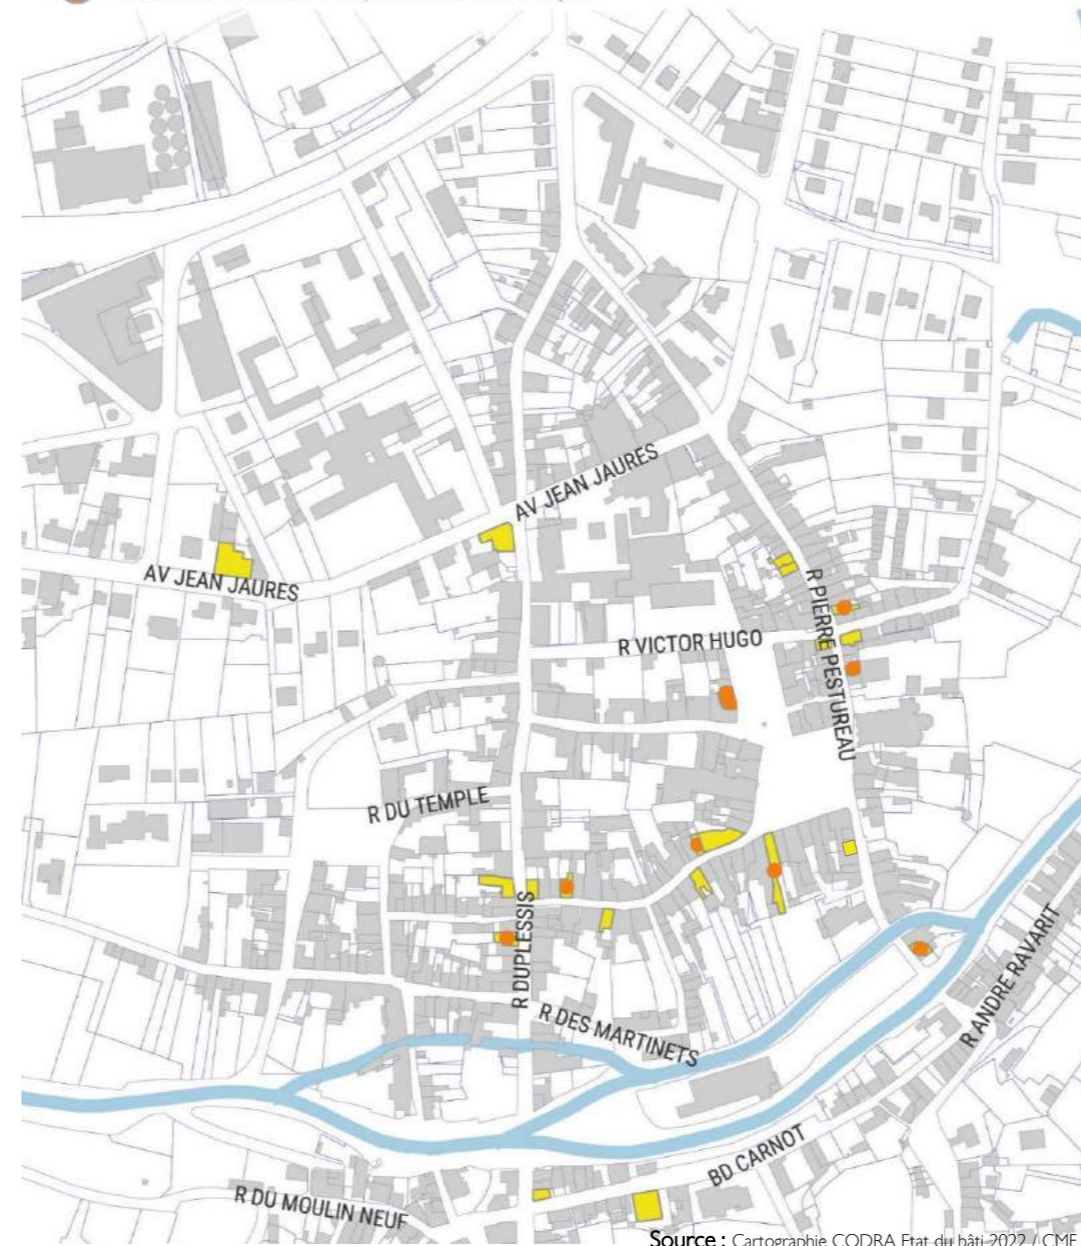 AV JEAN JAURES
AV JEAN JAURES
R PIERRE PESTUREAU
R VICTOR HUGO
R DU TEMPLE
R DUPLESSIS
R DES MARTINETS
R ANDRE RAVARIT
BD CARNOT
R DU MOULIN NEUF
Source : Cartographie CODRA Etat du bâti 2022 / CMF